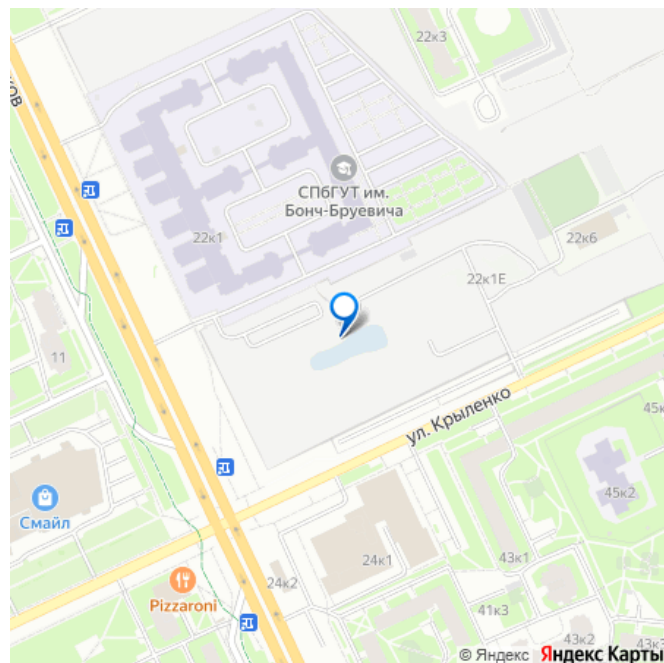 22к3
СПбГУТ им.
Бонч-Бруевича
22к1
22к6
22к1Е
11
ул. Крыленко
45к2
Смайл
24к1
43к1
24к2
Pizzaroni
41к3
43к2
© Яндекс Яндекс Карты